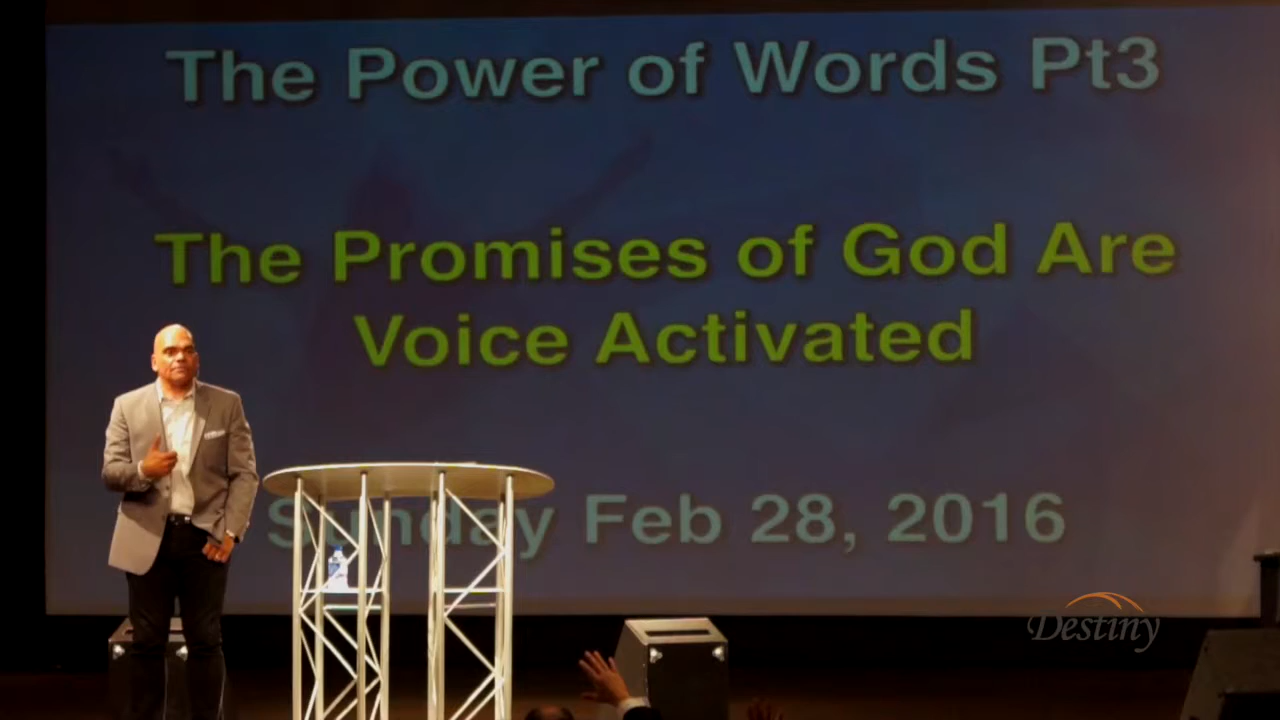 The Power of Words Pt3
The Promises of God Are
Voice Activated
Sunday Feb 28, 2016
Destiny